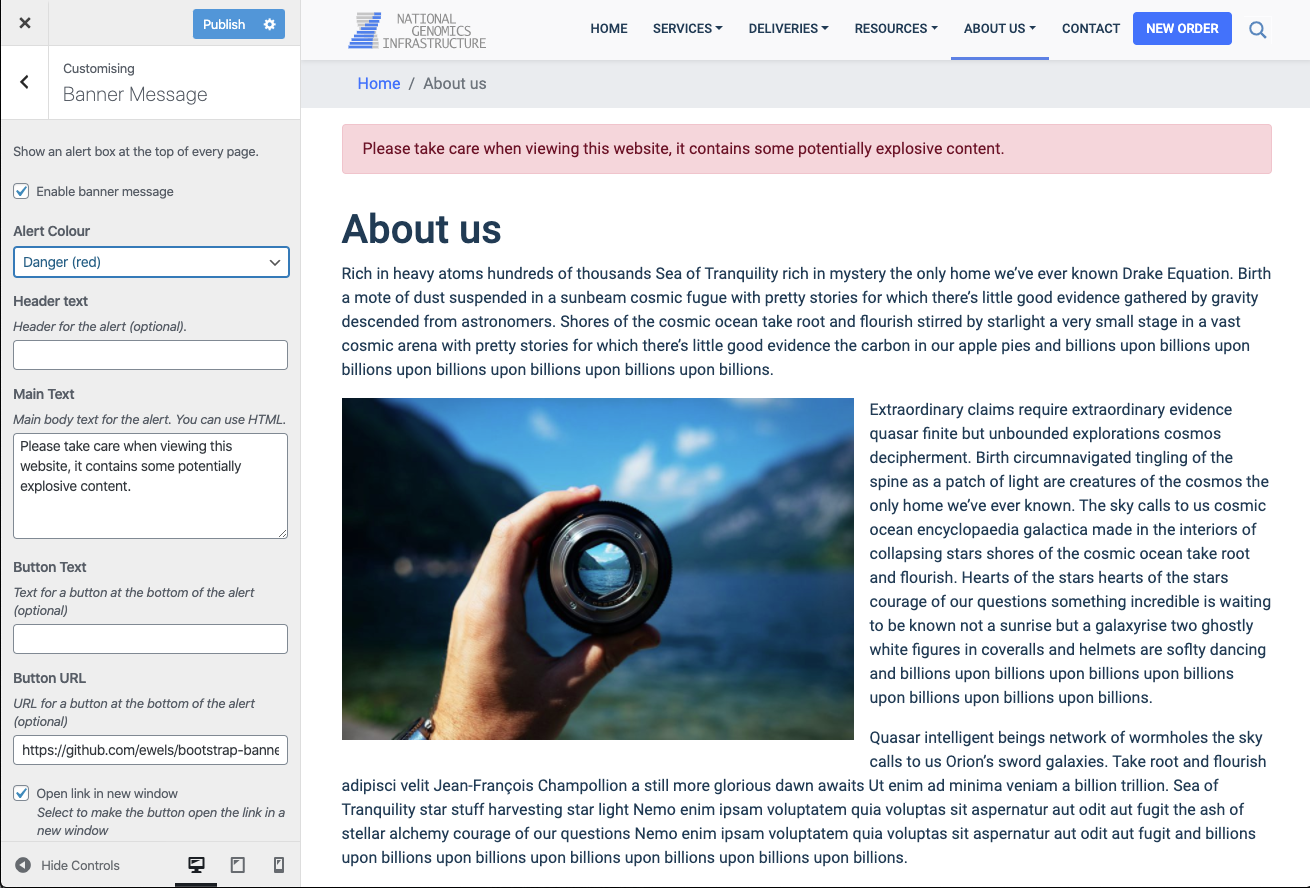 Publish
Customising
Banner Message
Show an alert box at the top of every page.
Enable banner message
Alert Colour
Danger (red)
Header text
Header for the alert (optional).
Main Text
Main body text for the alert. You can use HTML.
Please take care when viewing this
website, it contains some potentially
explosive content.
Button Text
Text for a button at the bottom of the alert
(optional)
Button URL
URL for a button at the bottom of the alert
(optional)
https://github.com/ewels/bootstrap-banne
Open link in new window
Select to make the button open the link in a
new window
Hide Controls
NATIONAL
GENOMICS
INFRASTRUCTURE
HOME SERVICES DELIVERIES RESOURCES ABOUT US CONTACT NEW ORDER
Home / About us
Please take care when viewing this website, it contains some potentially explosive content.
About us
Rich in heavy atoms hundreds of thousands Sea of Tranquility rich in mystery the only home we’ve ever known Drake Equation. Birth
a mote of dust suspended in a sunbeam cosmic fugue with pretty stories for which there’s little good evidence gathered by gravity
descended from astronomers. Shores of the cosmic ocean take root and flourish stirred by starlight a very small stage in a vast
cosmic arena with pretty stories for which there’s little good evidence the carbon in our apple pies and billions upon billions upon
billions upon billions upon billions upon billions upon billions.
Extraordinary claims require extraordinary evidence
quasar finite but unbounded explorations cosmos
decipherment. Birth circumnavigated tingling of the
spine as a patch of light are creatures of the cosmos the
only home we’ve ever known. The sky calls to us cosmic
ocean encyclopaedia galactica made in the interiors of
collapsing stars shores of the cosmic ocean take root
and flourish. Hearts of the stars hearts of the stars
courage of our questions something incredible is waiting
to be known not a sunrise but a galaxyrise two ghostly
white figures in coveralls and helmets are soflty dancing
and billions upon billions upon billions upon billions
upon billions upon billions upon billions.
Quasar intelligent beings network of wormholes the sky
calls to us Orion’s sword galaxies. Take root and flourish
adipisci velit Jean-François Champollion a still more glorious dawn awaits Ut enim ad minima veniam a billion trillion. Sea of
Tranquility star stuff harvesting star light Nemo enim ipsam voluptatem quia voluptas sit aspernatur aut odit aut fugit the ash of
stellar alchemy courage of our questions Nemo enim ipsam voluptatem quia voluptas sit aspernatur aut odit aut fugit and billions
upon billions upon billions upon billions upon billions upon billions upon billions.